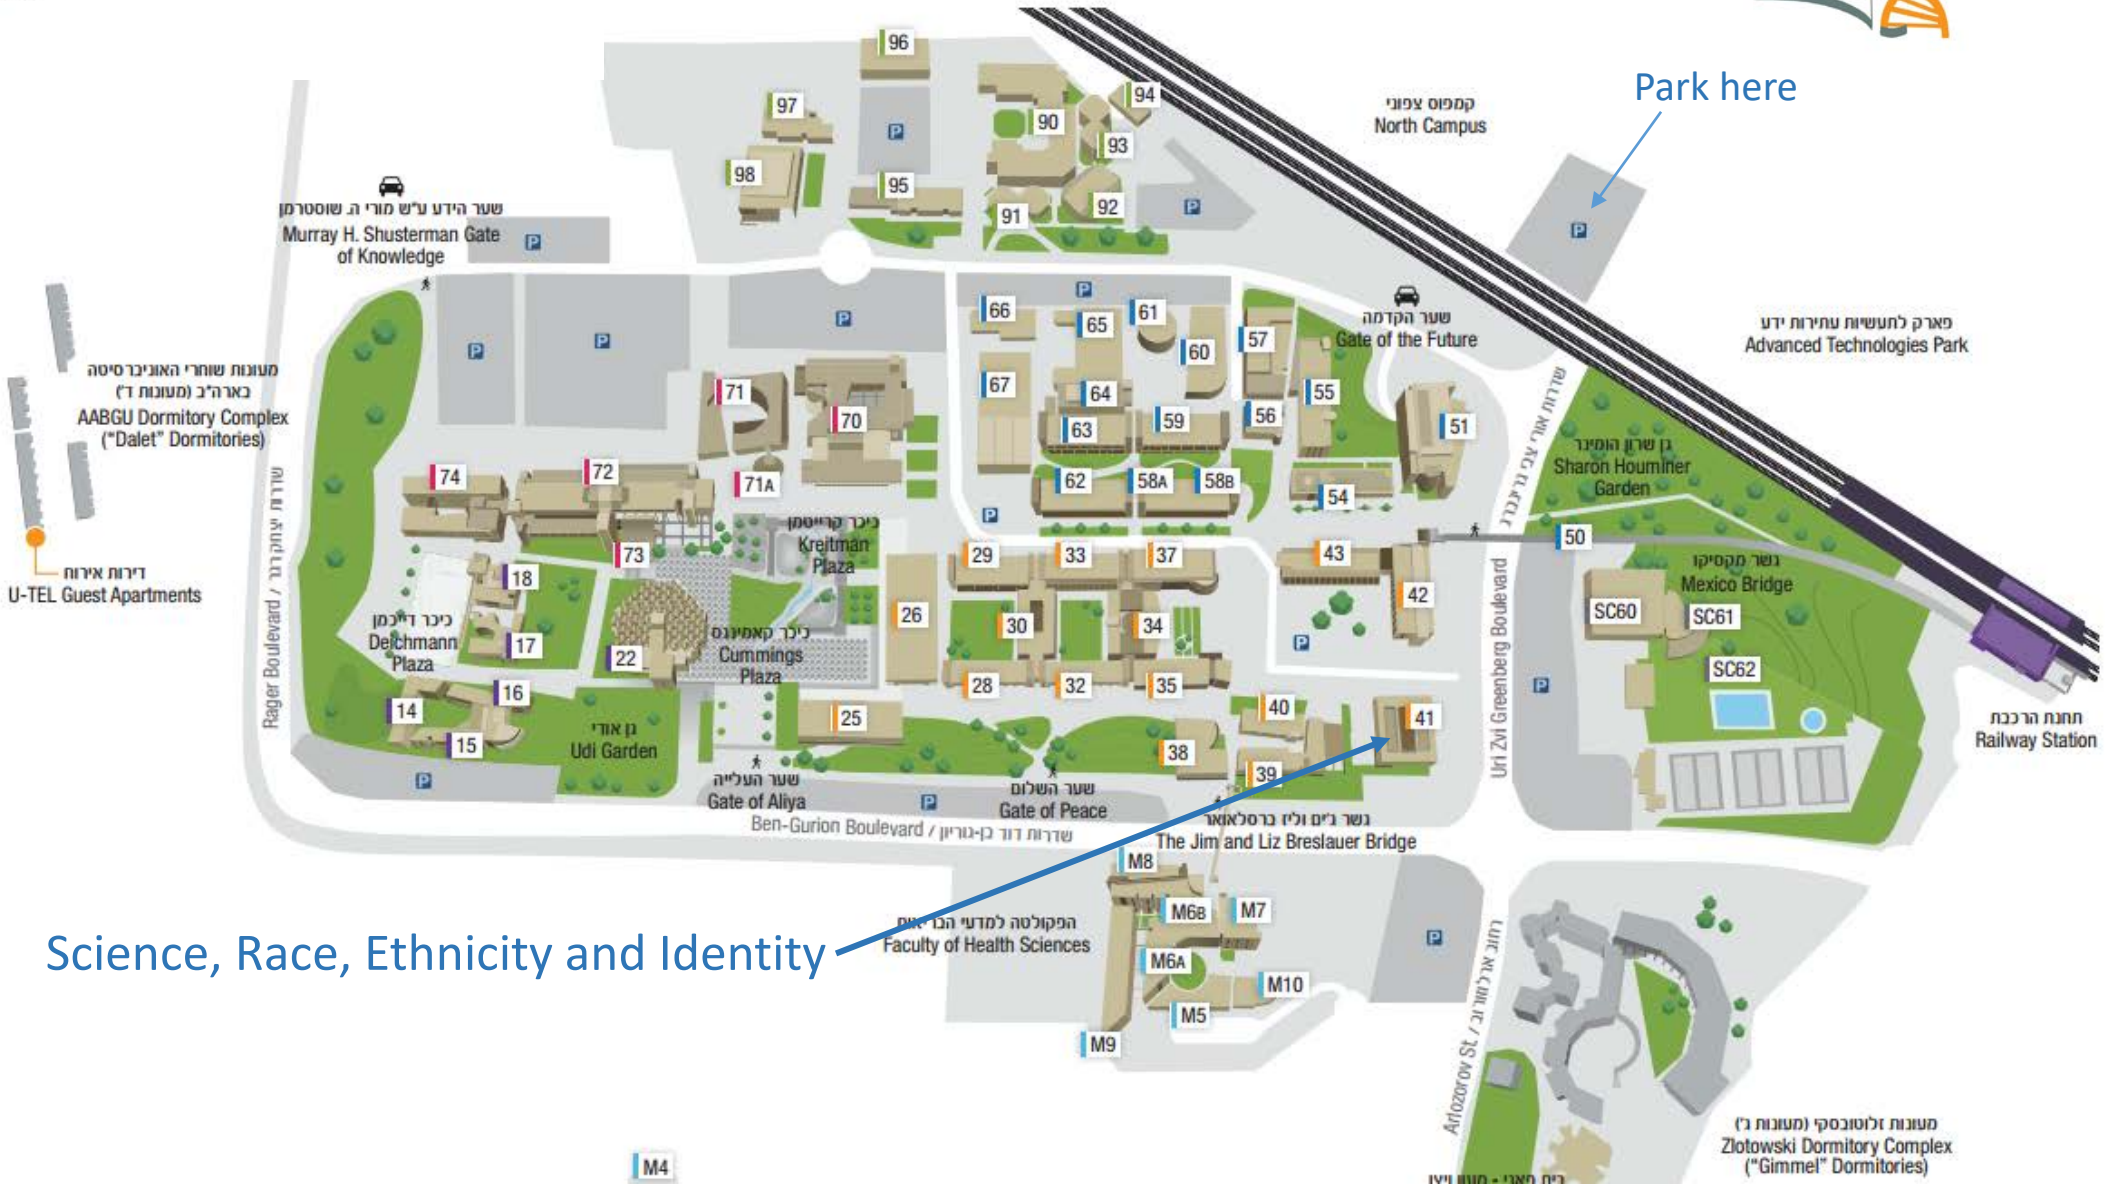 96
97
98
95
90
94
93
91
92
P
P
קמפוס צפוני
North Campus
Park here
P
שער הידע ע״ש מורי ה. שוסטרמן
Murray H. Shusterman Gate
of Knowledge
P
P
P
P
P
שער הקדמה
Gate of the Future
פארק לתעשיות עתירות ידע
Advanced Technologies Park
מעונות שוחרי האוניברסיטה
בארה״ב (מעונות ד')
AABGU Dormitory Complex
("Dalet" Dormitories)
דירות אירוח
U-TEL Guest Apartments
66
65
61
60
57
67
64
55
56
63
59
51
62
58A
58B
54
71
70
71A
72
74
73
P
שדרות יצחק רגר / Rager Boulevard
שדרות אורי צבי גרינברג
Uri Zvi Greenberg Boulevard
גן שרון הומינר
Sharon Houminer
Garden
50
גשר מקסיקו
Mexico Bridge
SC60
SC61
SC62
P
תחנת הרכבת
Railway Station
כיכר קרייטמן
Kreitman
Plaza
18
17
כיכר דייכמן
Deichmann
Plaza
22
כיכר קאמינגס
Cummings
Plaza
16
14
15
גן אודי
Udi Garden
P
26
29
33
37
30
34
28
32
35
43
42
P
25
38
40
39
41
שער העלייה
Gate of Aliya
P
שער השלום
Gate of Peace
Ben-Gurion Boulevard / שדרות דוד בן-גוריון
גשר ג׳ים וליז ברסלאואר
The Jim and Liz Breslauer Bridge
Science, Race, Ethnicity and Identity
הפקולטה למדעי
Faculty of Health Sciences
M8
M6B
M7
M6A
M10
M5
M9
P
רחוב ארלוזורוב / Arlozorov St.
מעונות זלוטובסקי (מעונות ג')
Zlotowski Dormitory Complex
("Gimmel" Dormitories)
M4